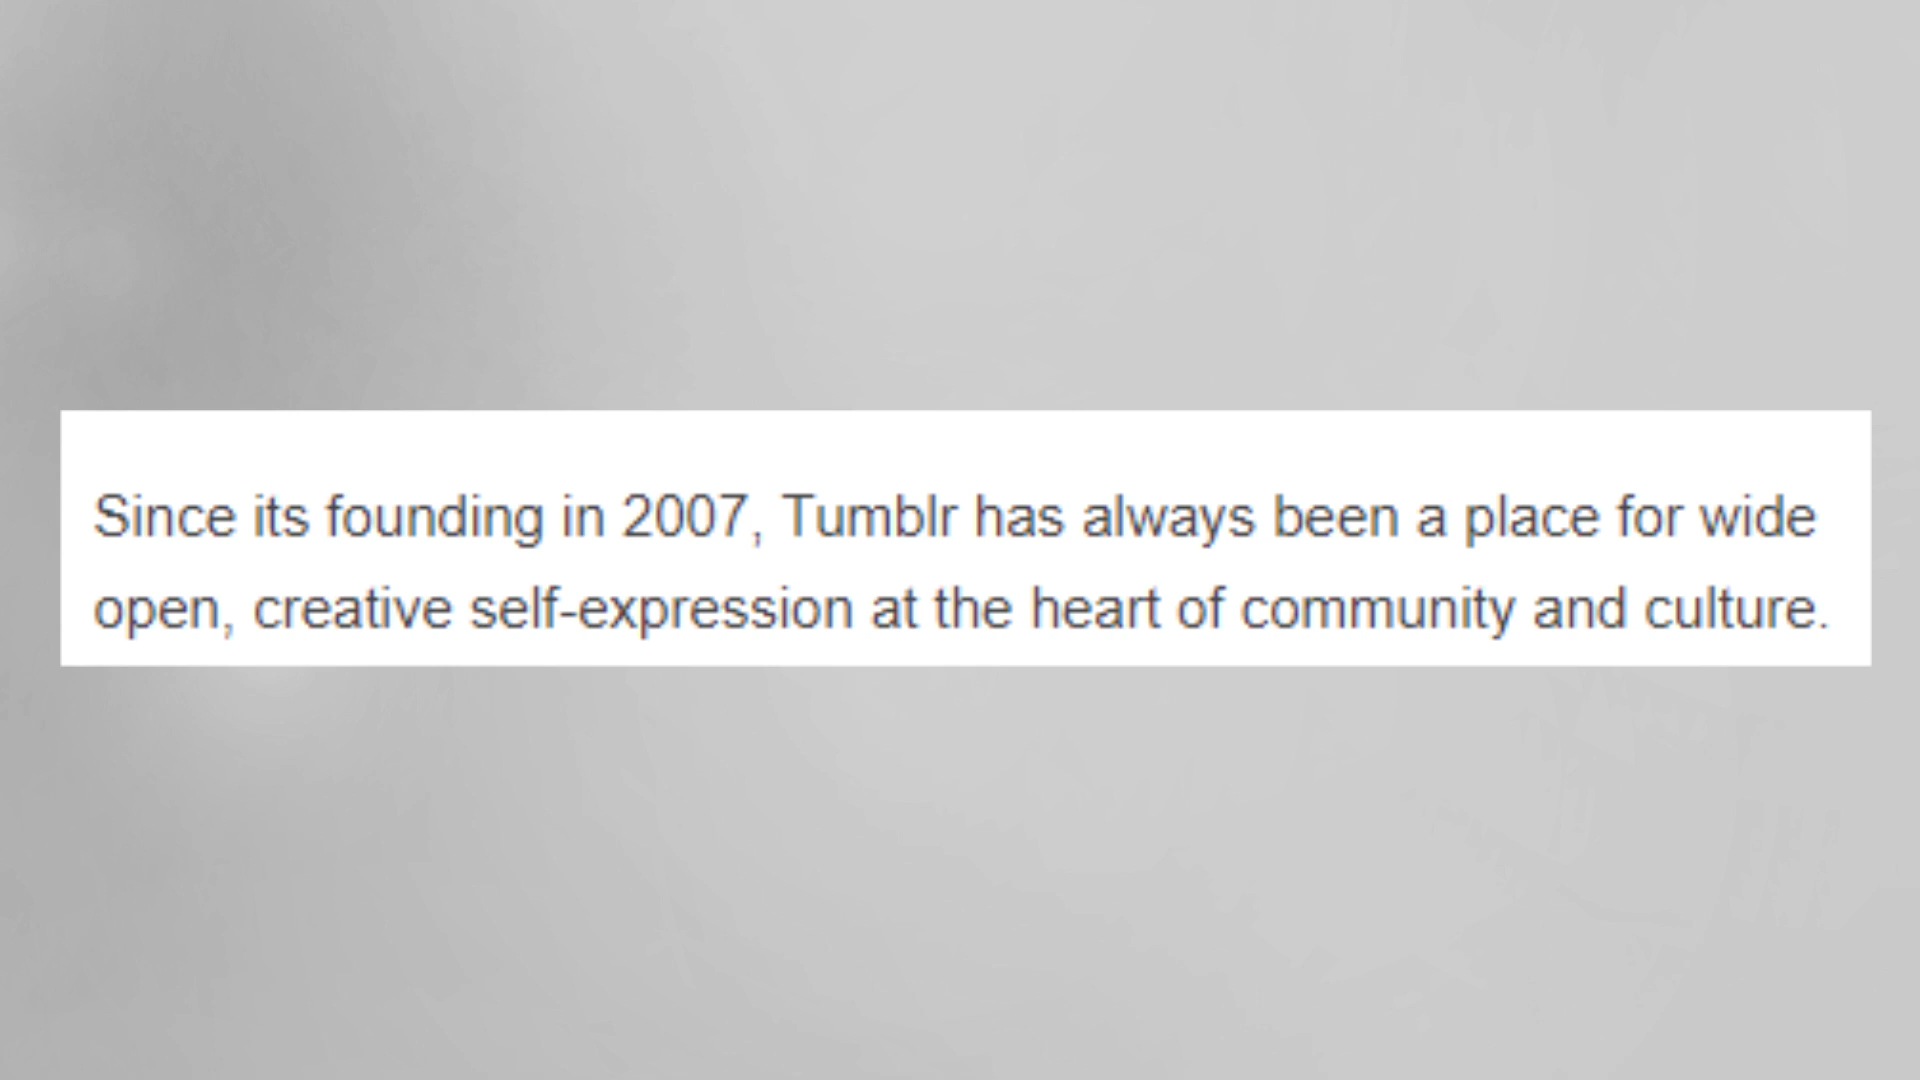 Since its founding in 2007, Tumblr has always been a place for wide
open, creative self-expression at the heart of community and culture.